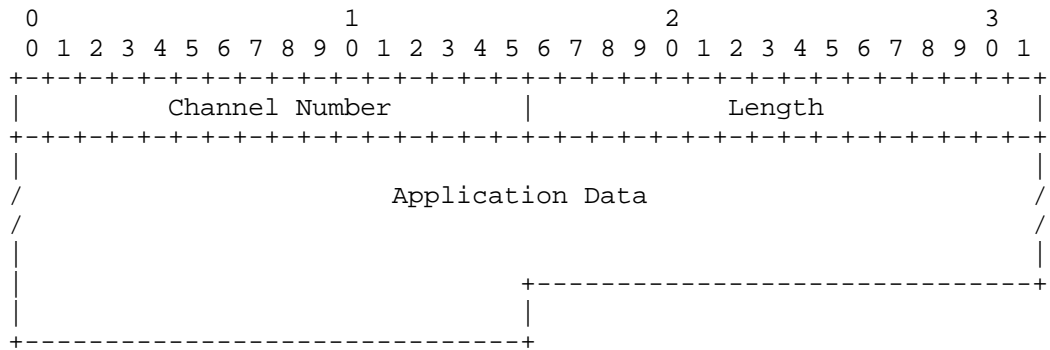 0                   1                   2                   3
0 1 2 3 4 5 6 7 8 9 0 1 2 3 4 5 6 7 8 9 0 1 2 3 4 5 6 7 8 9 0 1
Channel Number Length
Application Data